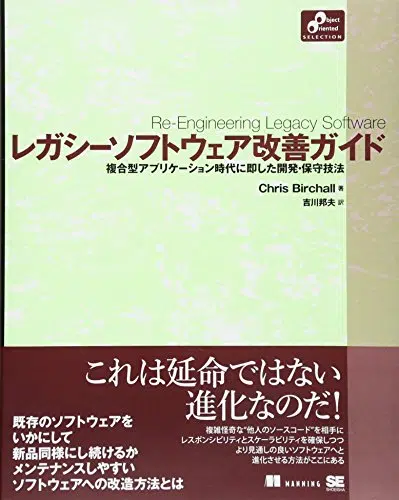 Object
Oriented
SELECTION
Re-Engineering Legacy Software
レガシーソフトウェア改善ガイド
複合型アプリケーション時代に即した開発・保守技法
Chris Birchall 著
吉川邦夫 訳
これは延命ではない
進化なのだ！
既存のソフトウェアを
いかにして
新品同様にし続けるか
メンテナンスしやすい
ソフトウェアへの改造方法とは
複雑怪奇な“他人のソースコード”を相手に
レスポンシビリティとスケーラビリティを確保しつつ
より見通しの良いソフトウェアへと
進化させる方法がここにある
MANNING
SE
SHOEISHA